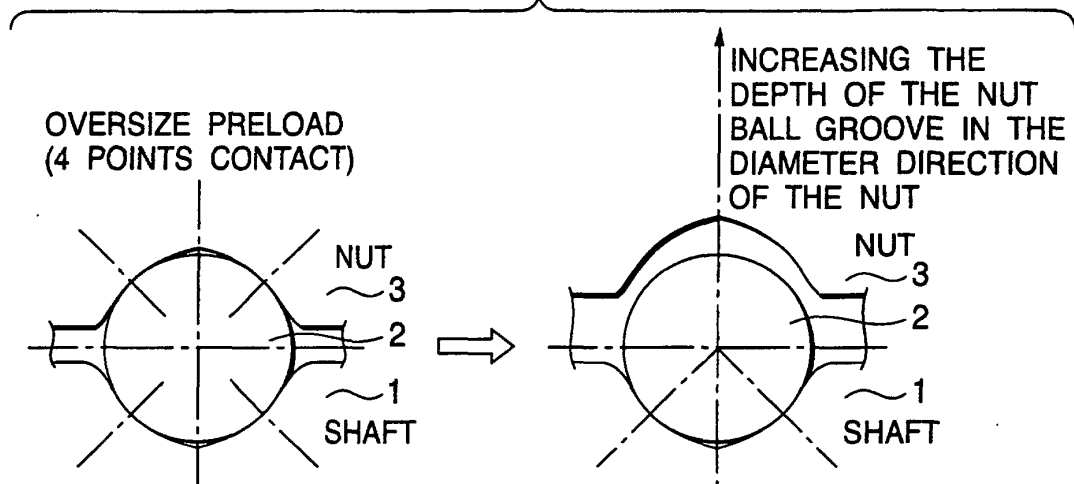 OVERSIZE PRELOAD
(4 POINTS CONTACT)
NUT
3
2
1
SHAFT
INCREASING THE
DEPTH OF THE NUT
BALL GROOVE IN THE
DIAMETER DIRECTION
OF THE NUT
NUT
3
2
1
SHAFT